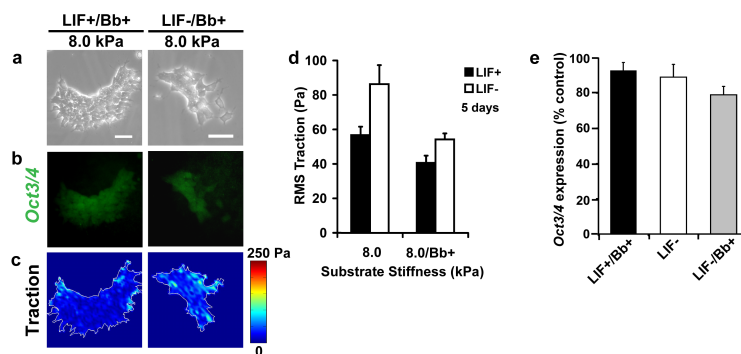 LIF+/Bb+ LIF-/Bb+
8.0 kPa 8.0 kPa
a
b
Oct3/4
c
Traction
250 Pa
0
d
RMS Traction (Pa)
100
80
60
40
20
0
LIF+
LIF-
5 days
8.0 8.0/Bb+
Substrate Stiffness (kPa)
e
Oct3/4 expression (% control)
100
80
60
40
20
0
LIF+/Bb+
LIF-
LIF-/Bb+